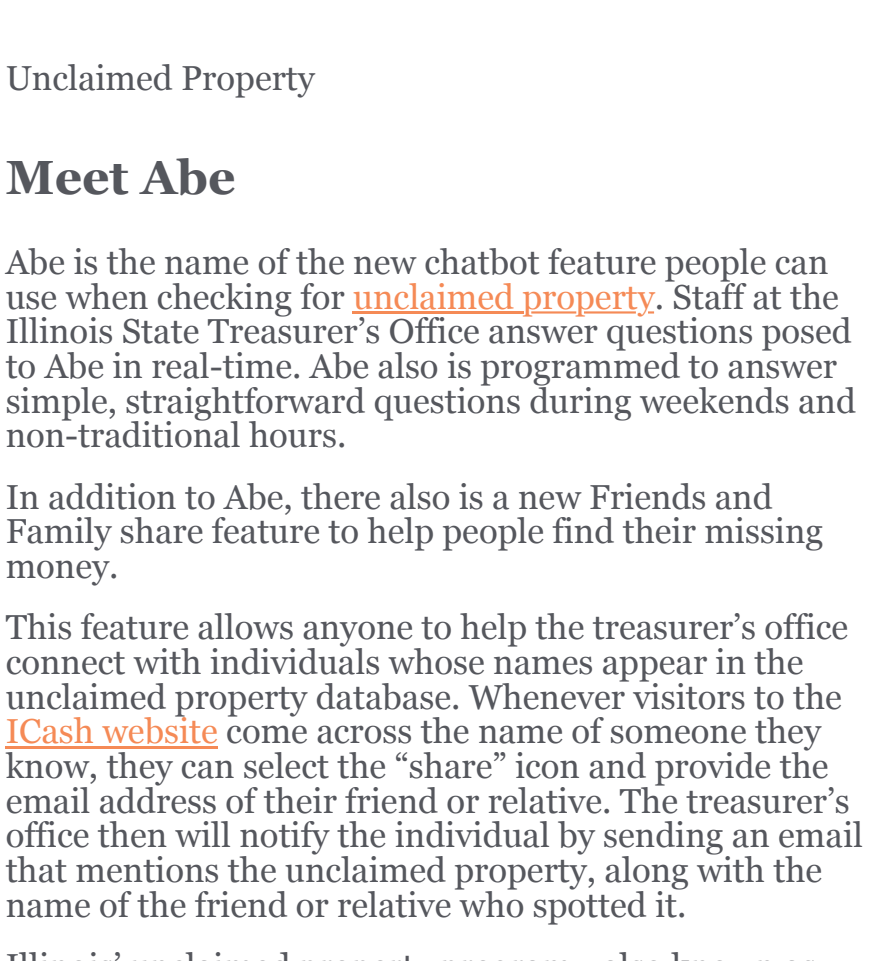 Unclaimed Property
Meet Abe
Abe is the name of the new chatbot feature people can
use when checking for unclaimed property. Staff at the
Illinois State Treasurer’s Office answer questions posed
to Abe in real-time. Abe also is programmed to answer
simple, straightforward questions during weekends and
non-traditional hours.
In addition to Abe, there also is a new Friends and
Family share feature to help people find their missing
money.
This feature allows anyone to help the treasurer’s office
connect with individuals whose names appear in the
unclaimed property database. Whenever visitors to the
ICash website come across the name of someone they
know, they can select the “share” icon and provide the
email address of their friend or relative. The treasurer’s
office then will notify the individual by sending an email
that mentions the unclaimed property, along with the
name of the friend or relative who spotted it.